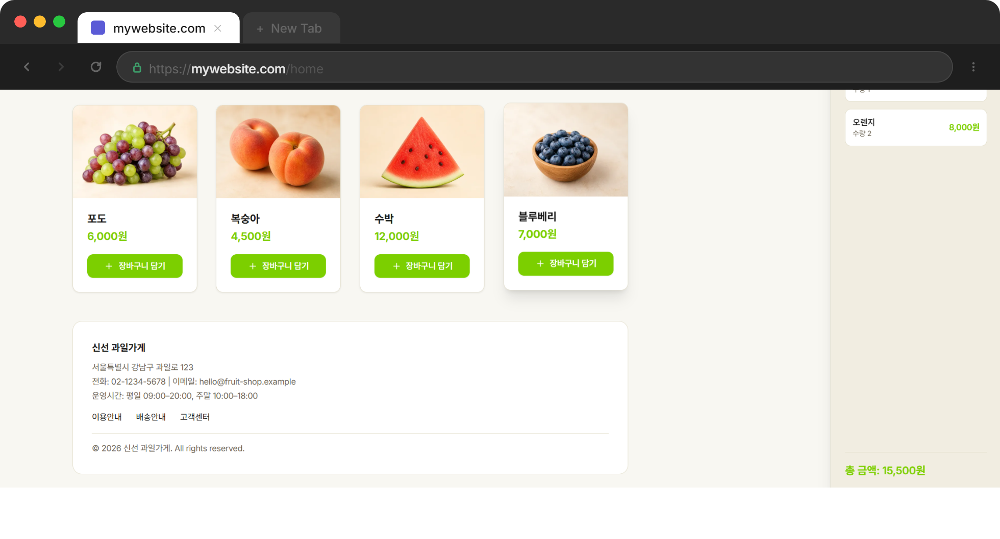 mywebsite.com
+ New Tab
https://mywebsite.com/home
오렌지
수량 2
8,000원
포도
6,000원
+ 장바구니 담기
복숭아
4,500원
+ 장바구니 담기
수박
12,000원
+ 장바구니 담기
블루베리
7,000원
+ 장바구니 담기
신선 과일가게
서울특별시 강남구 과일로 123
전화: 02-1234-5678 | 이메일: hello@fruit-shop.example
운영시간: 평일 09:00–20:00, 주말 10:00–18:00
이용안내 배송안내 고객센터
© 2026 신선 과일가게. All rights reserved.
총 금액: 15,500원